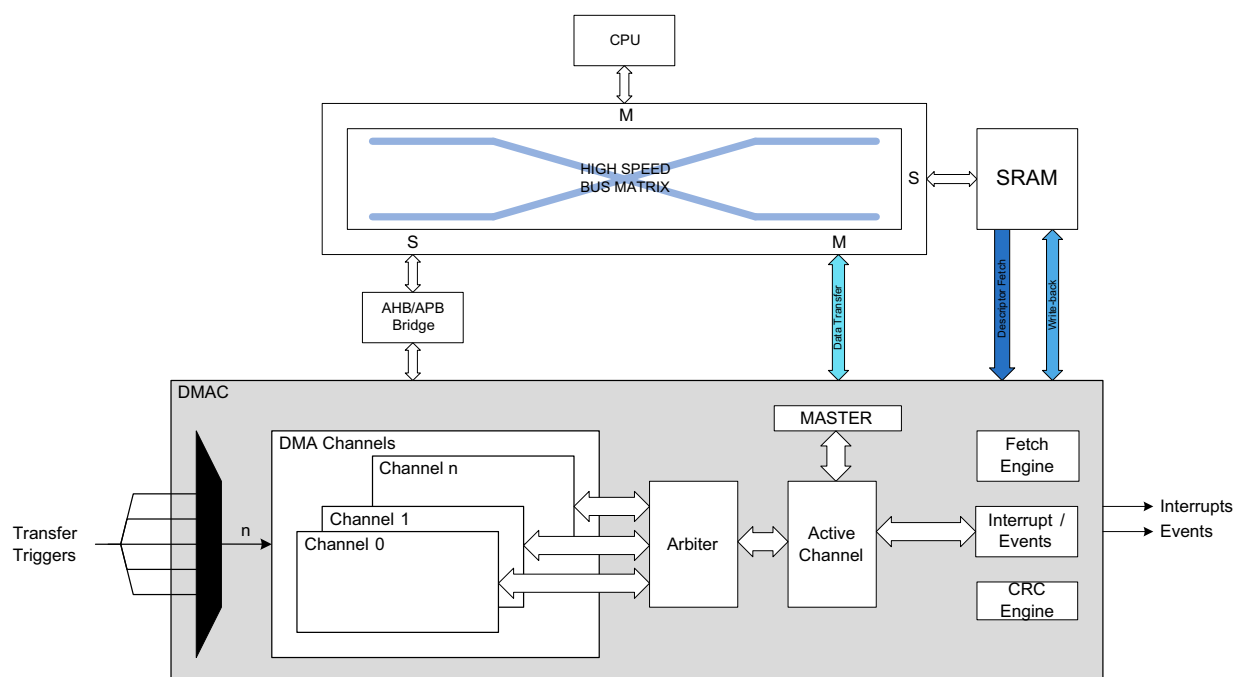 CPU
M
HIGH SPEED
BUS MATRIX
S
SRAM
S
M
AHB/APB
Bridge
Data Transfer
Descriptor Fetch
Write-back
DMAC
MASTER
DMA Channels
Fetch
Engine
Channel n
Transfer
Triggers
n
Channel 1
Channel 0
Arbiter
Active
Channel
Interrupt /
Events
Interrupts
Events
CRC
Engine